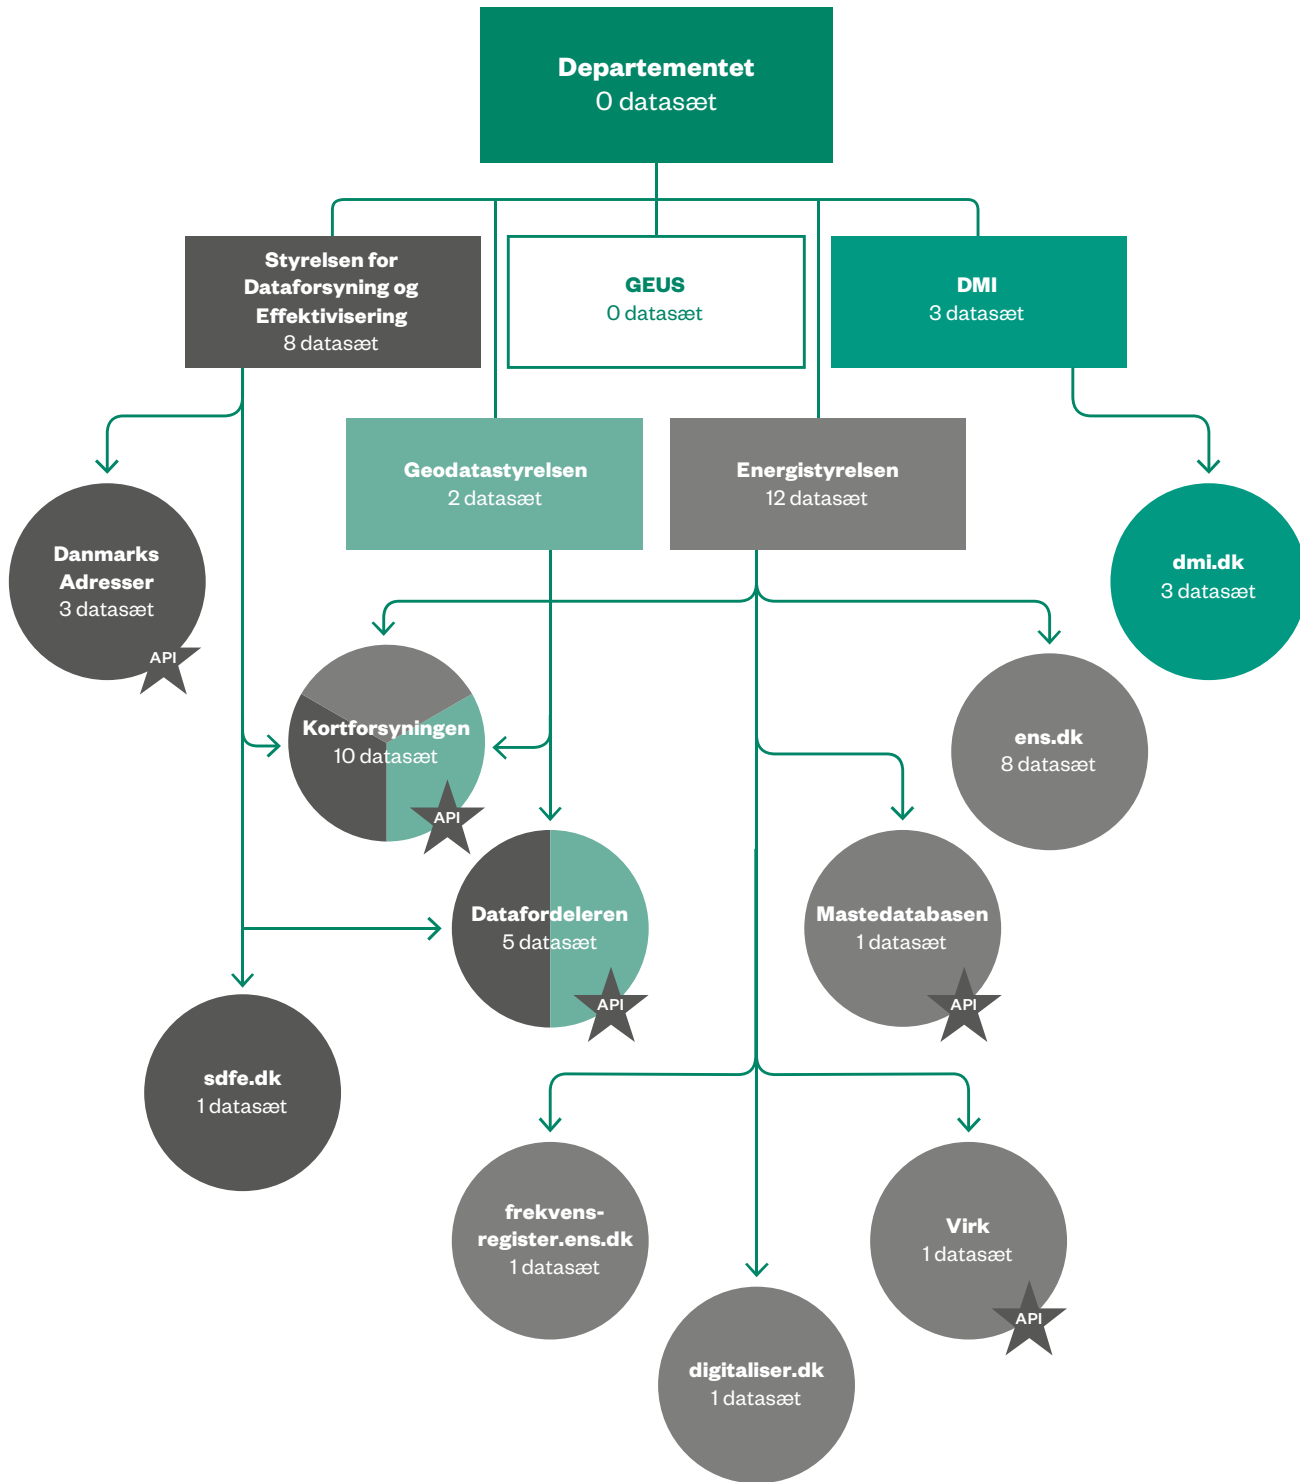 Departementet
0 datasæt
Styrelsen for
Dataforsyning og
Effektivisering
8 datasæt
GEUS
0 datasæt
DMI
3 datasæt
Geodatastyrelsen
2 datasæt
Energistyrelsen
12 datasæt
Danmarks
Adresser
3 datasæt
API
dmi.dk
3 datasæt
Kortforsyningen
10 datasæt
API
ens.dk
8 datasæt
Datafordeleren
5 datasæt
API
Mastedatabasen
1 datasæt
API
sdfe.dk
1 datasæt
frekvens-
register.ens.dk
1 datasæt
Virk
1 datasæt
API
digitaliser.dk
1 datasæt